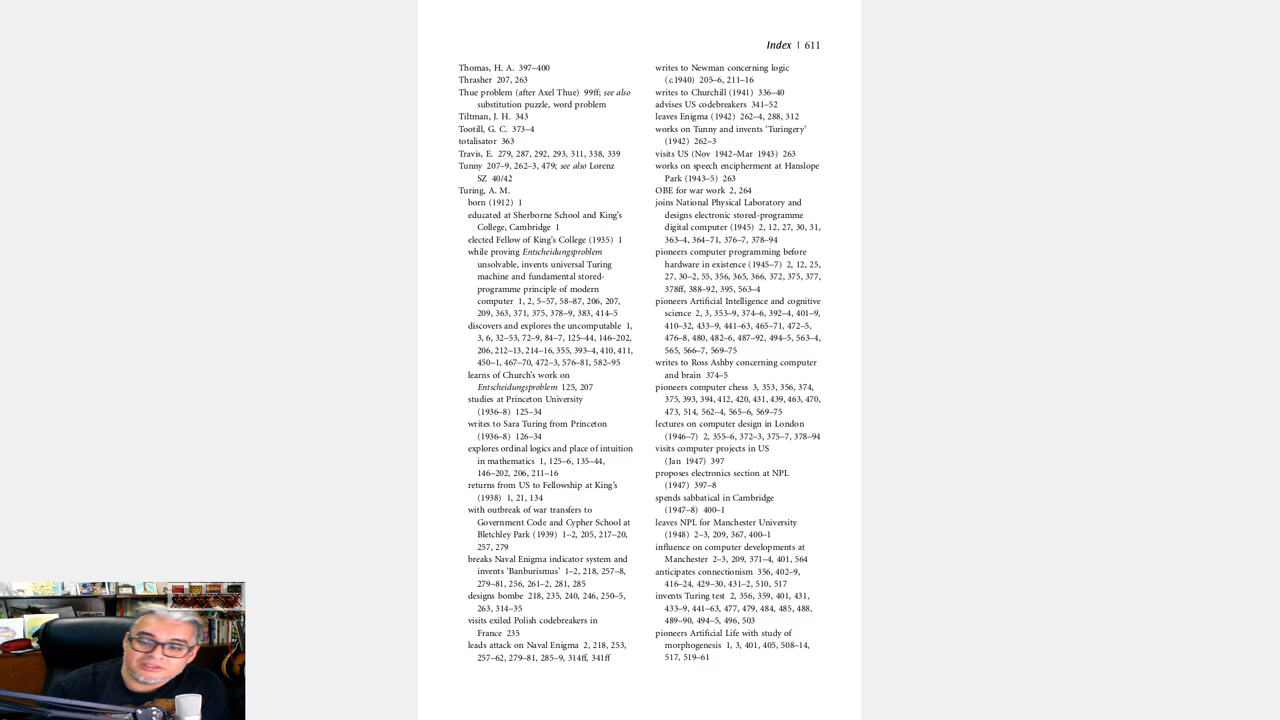 Index | 611
Thomas, H. A. 397–400
Thrasher 207, 263
Thue problem (after Axel Thue) 99ff; see also
substitution puzzle, word problem
Tiltman, J. H. 343
Tootill, G. C. 373–4
totalisator 363
Travis, E. 279, 287, 292, 293, 311, 338, 339
Tunny 207–9, 262–3, 479; see also Lorenz
SZ 40/42
Turing, A. M.
born (1912) 1
educated at Sherborne School and King's
College, Cambridge 1
elected Fellow of King's College (1935) 1
while proving Entscheidungsproblem
unsolvable, invents universal Turing
machine and fundamental stored-
programme principle of modern
computer 1, 2, 5–57, 58–87, 206, 207,
209, 363, 371, 375, 378–9, 383, 414–5
discovers and explores the uncomputable 1,
3, 6, 32–53, 72–9, 84–7, 125–44, 146–202,
206, 212–13, 214–16, 355, 393–4, 410, 411,
450–1, 467–70, 472–3, 576–81, 582–95
learns of Church's work on
Entscheidungsproblem 125, 207
studies at Princeton University
(1936–8) 125–34
writes to Sara Turing from Princeton
(1936–8) 126–34
explores ordinal logics and place of intuition
in mathematics 1, 125–6, 135–44,
146–202, 206, 211–16
returns from US to Fellowship at King's
(1938) 1, 21, 134
with outbreak of war transfers to
Government Code and Cypher School at
Bletchley Park (1939) 1–2, 205, 217–20,
257, 279
breaks Naval Enigma indicator system and
invents 'Banburismus' 1–2, 218, 257–8,
279–81, 256, 261–2, 281, 285
designs bombe 218, 235, 240, 246, 250–5,
263, 314–35
visits exiled Polish codebreakers in
France 235
leads attack on Naval Enigma 2, 218, 253,
257–62, 279–81, 285–9, 314ff, 341ff
writes to Newman concerning logic
(c.1940) 205–6, 211–16
writes to Churchill (1941) 336–40
advises US codebreakers 341–52
leaves Enigma (1942) 262–4, 288, 312
works on Tunny and invents 'Turingery'
(1942) 262–3
visits US (Nov 1942–Mar 1943) 263
works on speech encipherment at Hanslope
Park (1943–5) 263
OBE for war work 2, 264
joins National Physical Laboratory and
designs electronic stored-programme
digital computer (1945) 2, 12, 27, 30, 31,
363–4, 364–71, 376–7, 378–94
pioneers computer programming before
hardware in existence (1945–7) 2, 12, 25,
27, 30–2, 55, 356, 365, 366, 372, 375, 377,
378ff, 388–92, 395, 563–4
pioneers Artificial Intelligence and cognitive
science 2, 3, 353–9, 374–6, 392–4, 401–9,
410–32, 433–9, 441–63, 465–71, 472–5,
476–8, 480, 482–6, 487–92, 494–5, 563–4,
565, 566–7, 569–75
writes to Ross Ashby concerning computer
and brain 374–5
pioneers computer chess 3, 353, 356, 374,
375, 393, 394, 412, 420, 431, 439, 463, 470,
473, 514, 562–4, 565–6, 569–75
lectures on computer design in London
(1946–7) 2, 355–6, 372–3, 375–7, 378–94
visits computer projects in US
(Jan 1947) 397
proposes electronics section at NPL
(1947) 397–8
spends sabbatical in Cambridge
(1947–8) 400–1
leaves NPL for Manchester University
(1948) 2–3, 209, 367, 400–1
influence on computer developments at
Manchester 2–3, 209, 371–4, 401, 564
anticipates connectionism 356, 402–9,
416–24, 429–30, 431–2, 510, 517
invents Turing test 2, 356, 359, 401, 431,
433–9, 441–63, 477, 479, 484, 485, 488,
489–90, 494–5, 496, 503
pioneers Artificial Life with study of
morphogenesis 1, 3, 401, 405, 508–14,
517, 519–61